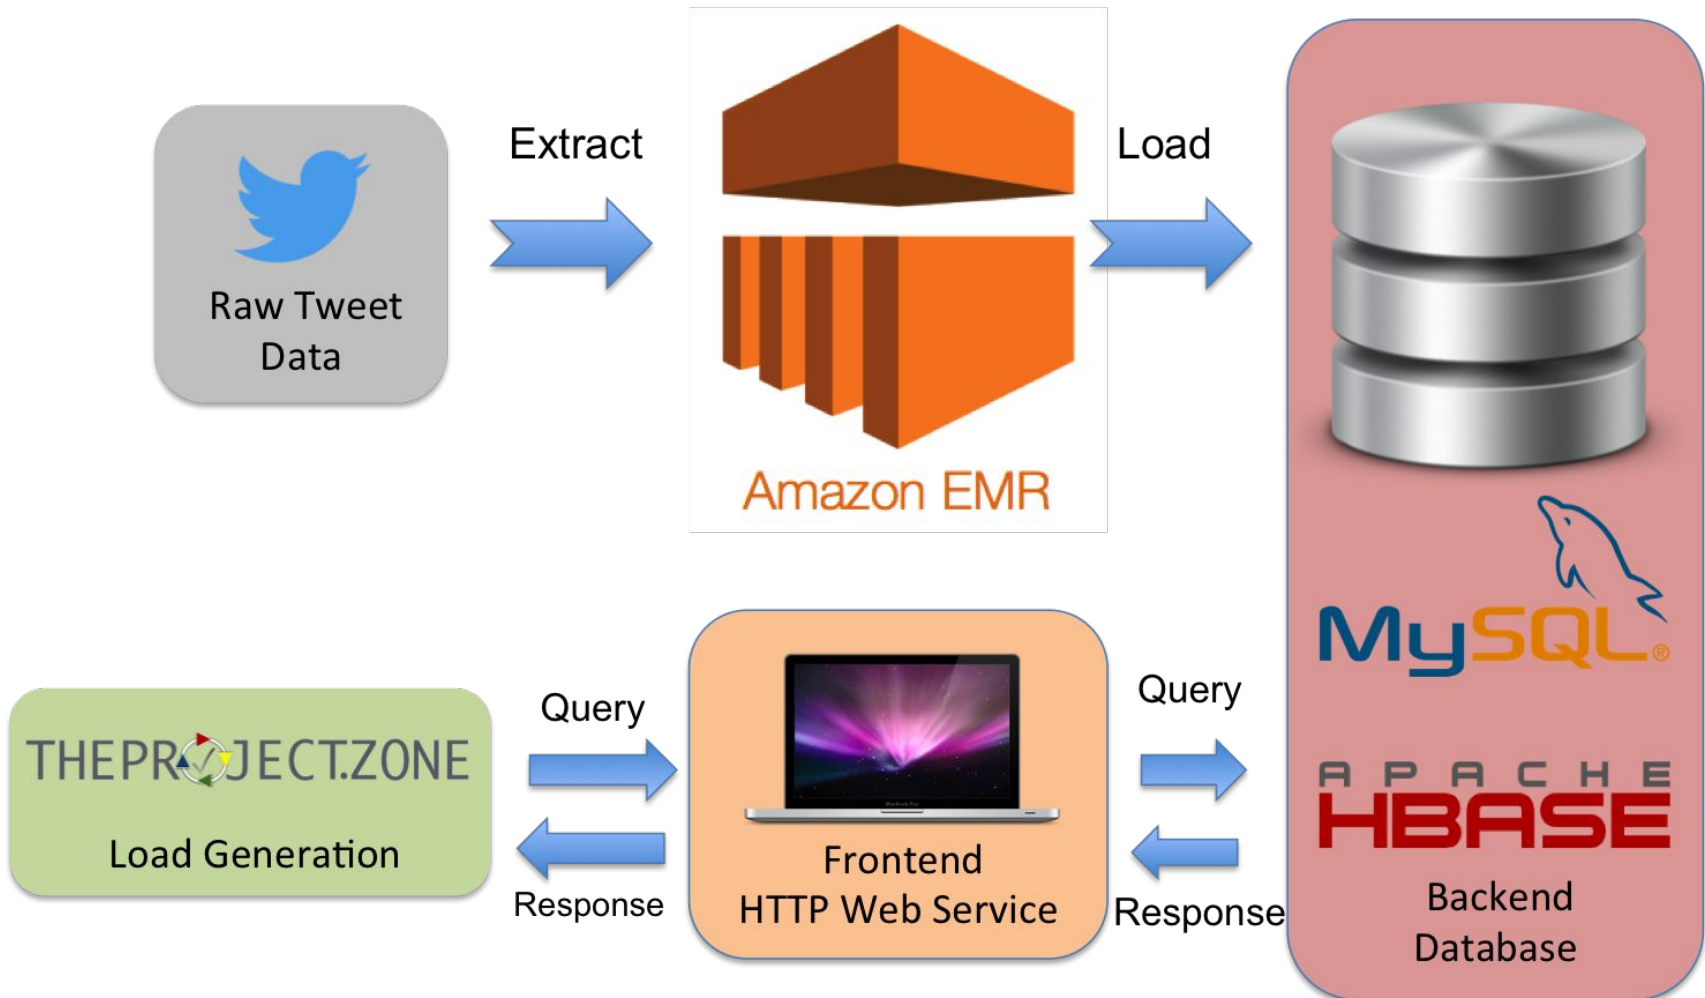 Extract
Load
Raw Tweet
Data
Amazon EMR
MySQL®
Query
Query
THEPROJECT.ZONE
APACHE
HBASE
Load Generation
Frontend
HTTP Web Service
Response
Response
Backend
Database